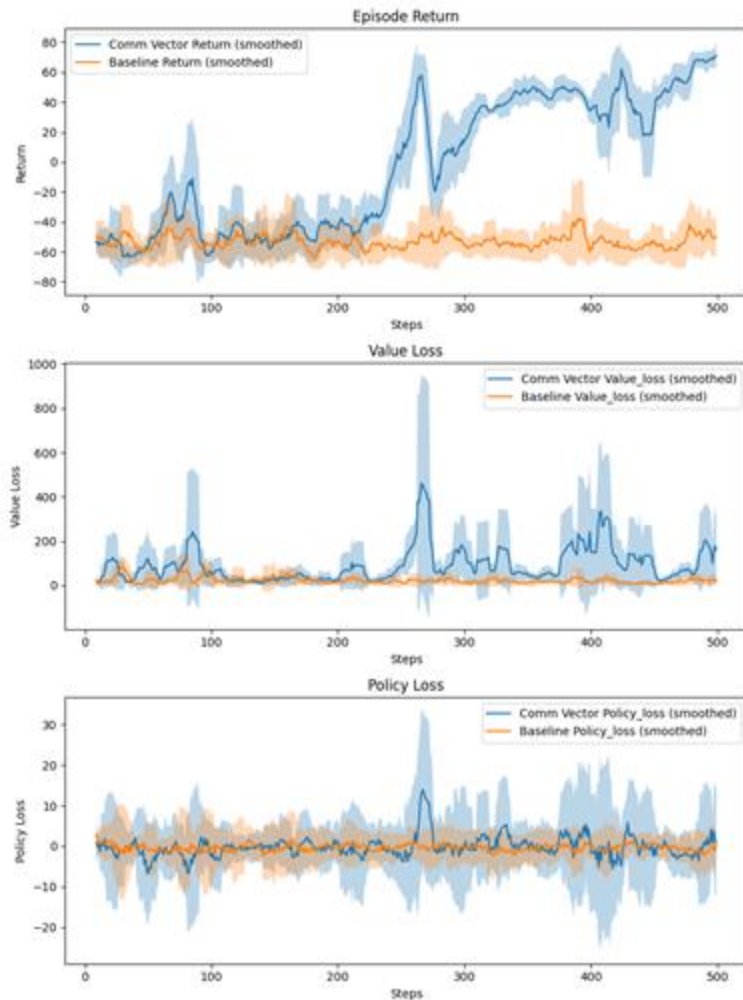 Episode Return
Comm Vector Return (smoothed)
Baseline Return (smoothed)
80
60
40
20
0
−20
−40
−60
−80
Return
0 100 200 300 400 500
Steps
Value Loss
Comm Vector Value_loss (smoothed)
Baseline Value_loss (smoothed)
1000
800
600
400
200
0
Value Loss
0 100 200 300 400 500
Steps
Policy Loss
Comm Vector Policy_loss (smoothed)
Baseline Policy_loss (smoothed)
30
20
10
0
−10
−20
Policy Loss
0 100 200 300 400 500
Steps